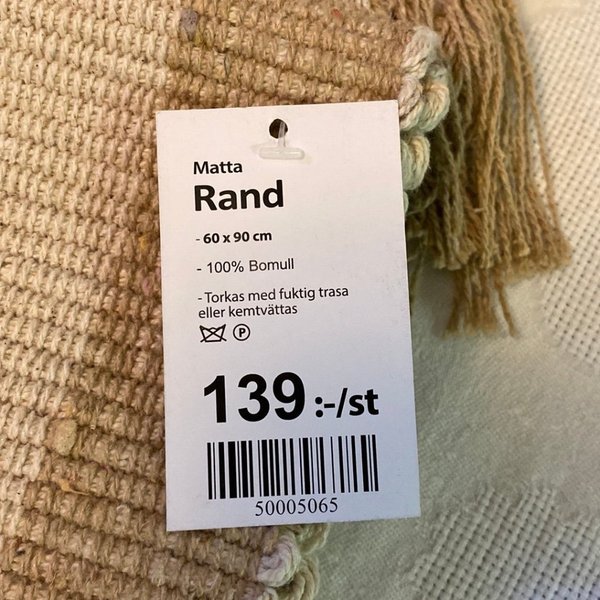 Matta
Rand
- 60 x 90 cm
- 100% Bomull
- Torkas med fuktig trasa
eller kemtvättas
P
139:-/st
50005065